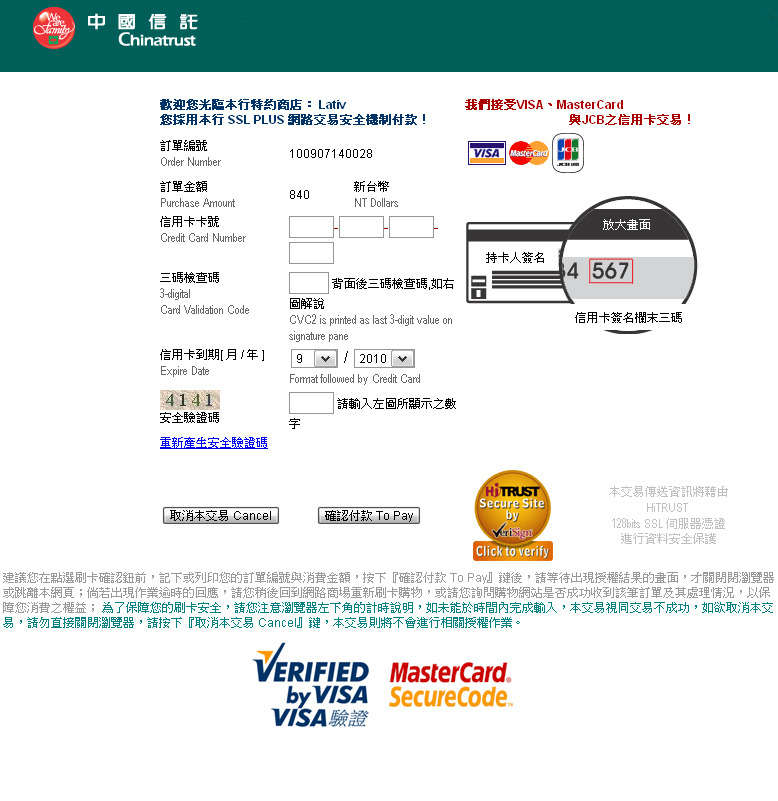 We are family
中國信託
Chinatrust
歡迎您光臨本行特約商店： Lativ
您採用本行 SSL PLUS 網路交易安全機制付款！
我們接受VISA、MasterCard
與JCB之信用卡交易！
訂單編號
Order Number
100907140028
VISA MasterCard JCB
訂單金額
Purchase Amount
840
新台幣
NT Dollars
信用卡卡號
Credit Card Number
- - -
三碼檢查碼
3-digital
Card Validation Code
背面後三碼檢查碼,如右
圖解說
CVC2 is printed as last 3-digit value on
signature pane
放大畫面
持卡人簽名
34 567
信用卡簽名欄末三碼
信用卡到期[ 月 / 年 ]
Expire Date
9 / 2010
Format followed by Credit Card
4141
安全驗證碼
請輸入左圖所顯示之數
字
重新產生安全驗證碼
取消本交易 Cancel
確認付款 To Pay
HiTRUST
Secure Site
by
VeriSign
Click to verify
本交易傳送資訊將藉由
HiTRUST
128bits SSL 伺服器憑證
進行資料安全保護
建議您在點選刷卡確認鈕前，記下或列印您的訂單編號與消費金額，按下『確認付款 To Pay』鍵後，請等待出現授權結果的畫面，才關閉閱瀏覽器
或跳離本網頁；倘若出現作業逾時的回應，請您稍後回到網路商場重新刷卡購物，或請您詢問購物網站是否成功收到該筆訂單及其處理情況，以保
障您消費之權益； 為了保障您的刷卡安全，請您注意瀏覽器左下角的計時說明，如未能於時間內完成輸入，本交易視同交易不成功，如欲取消本交
易，請勿直接關閉瀏覽器，請按下『取消本交易 Cancel』鍵，本交易則將不會進行相關授權作業。
VERIFIED
by VISA
VISA驗證
MasterCard.
SecureCode